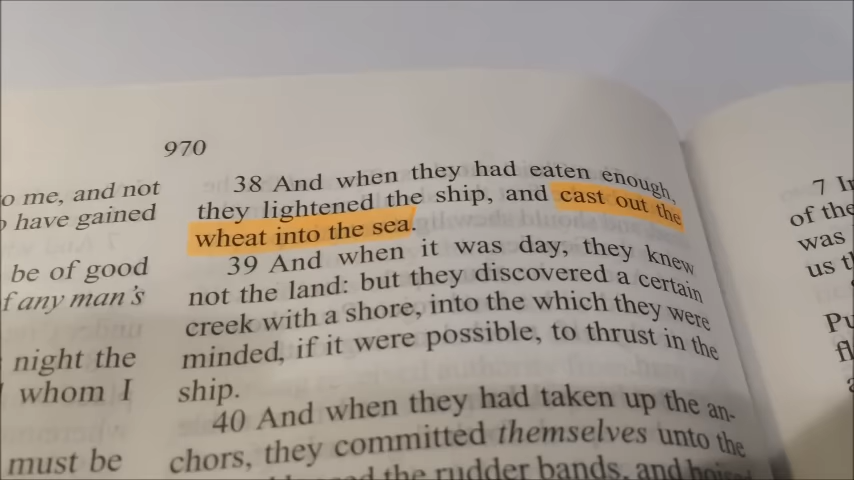 970
o me, and not
have gained
be of good
f any man's
night the
whom I
must be
38 And when they had eaten enough,
they lightened the ship, and cast out the
wheat into the sea.
39 And when it was day, they knew
not the land: but they discovered a certain
creek with a shore, into the which they were
minded, if it were possible, to thrust in the
ship.
40 And when they had taken up the an-
chors, they committed themselves unto the
the rudder bands, and
7 I
of the
was
us t
Pu
fl